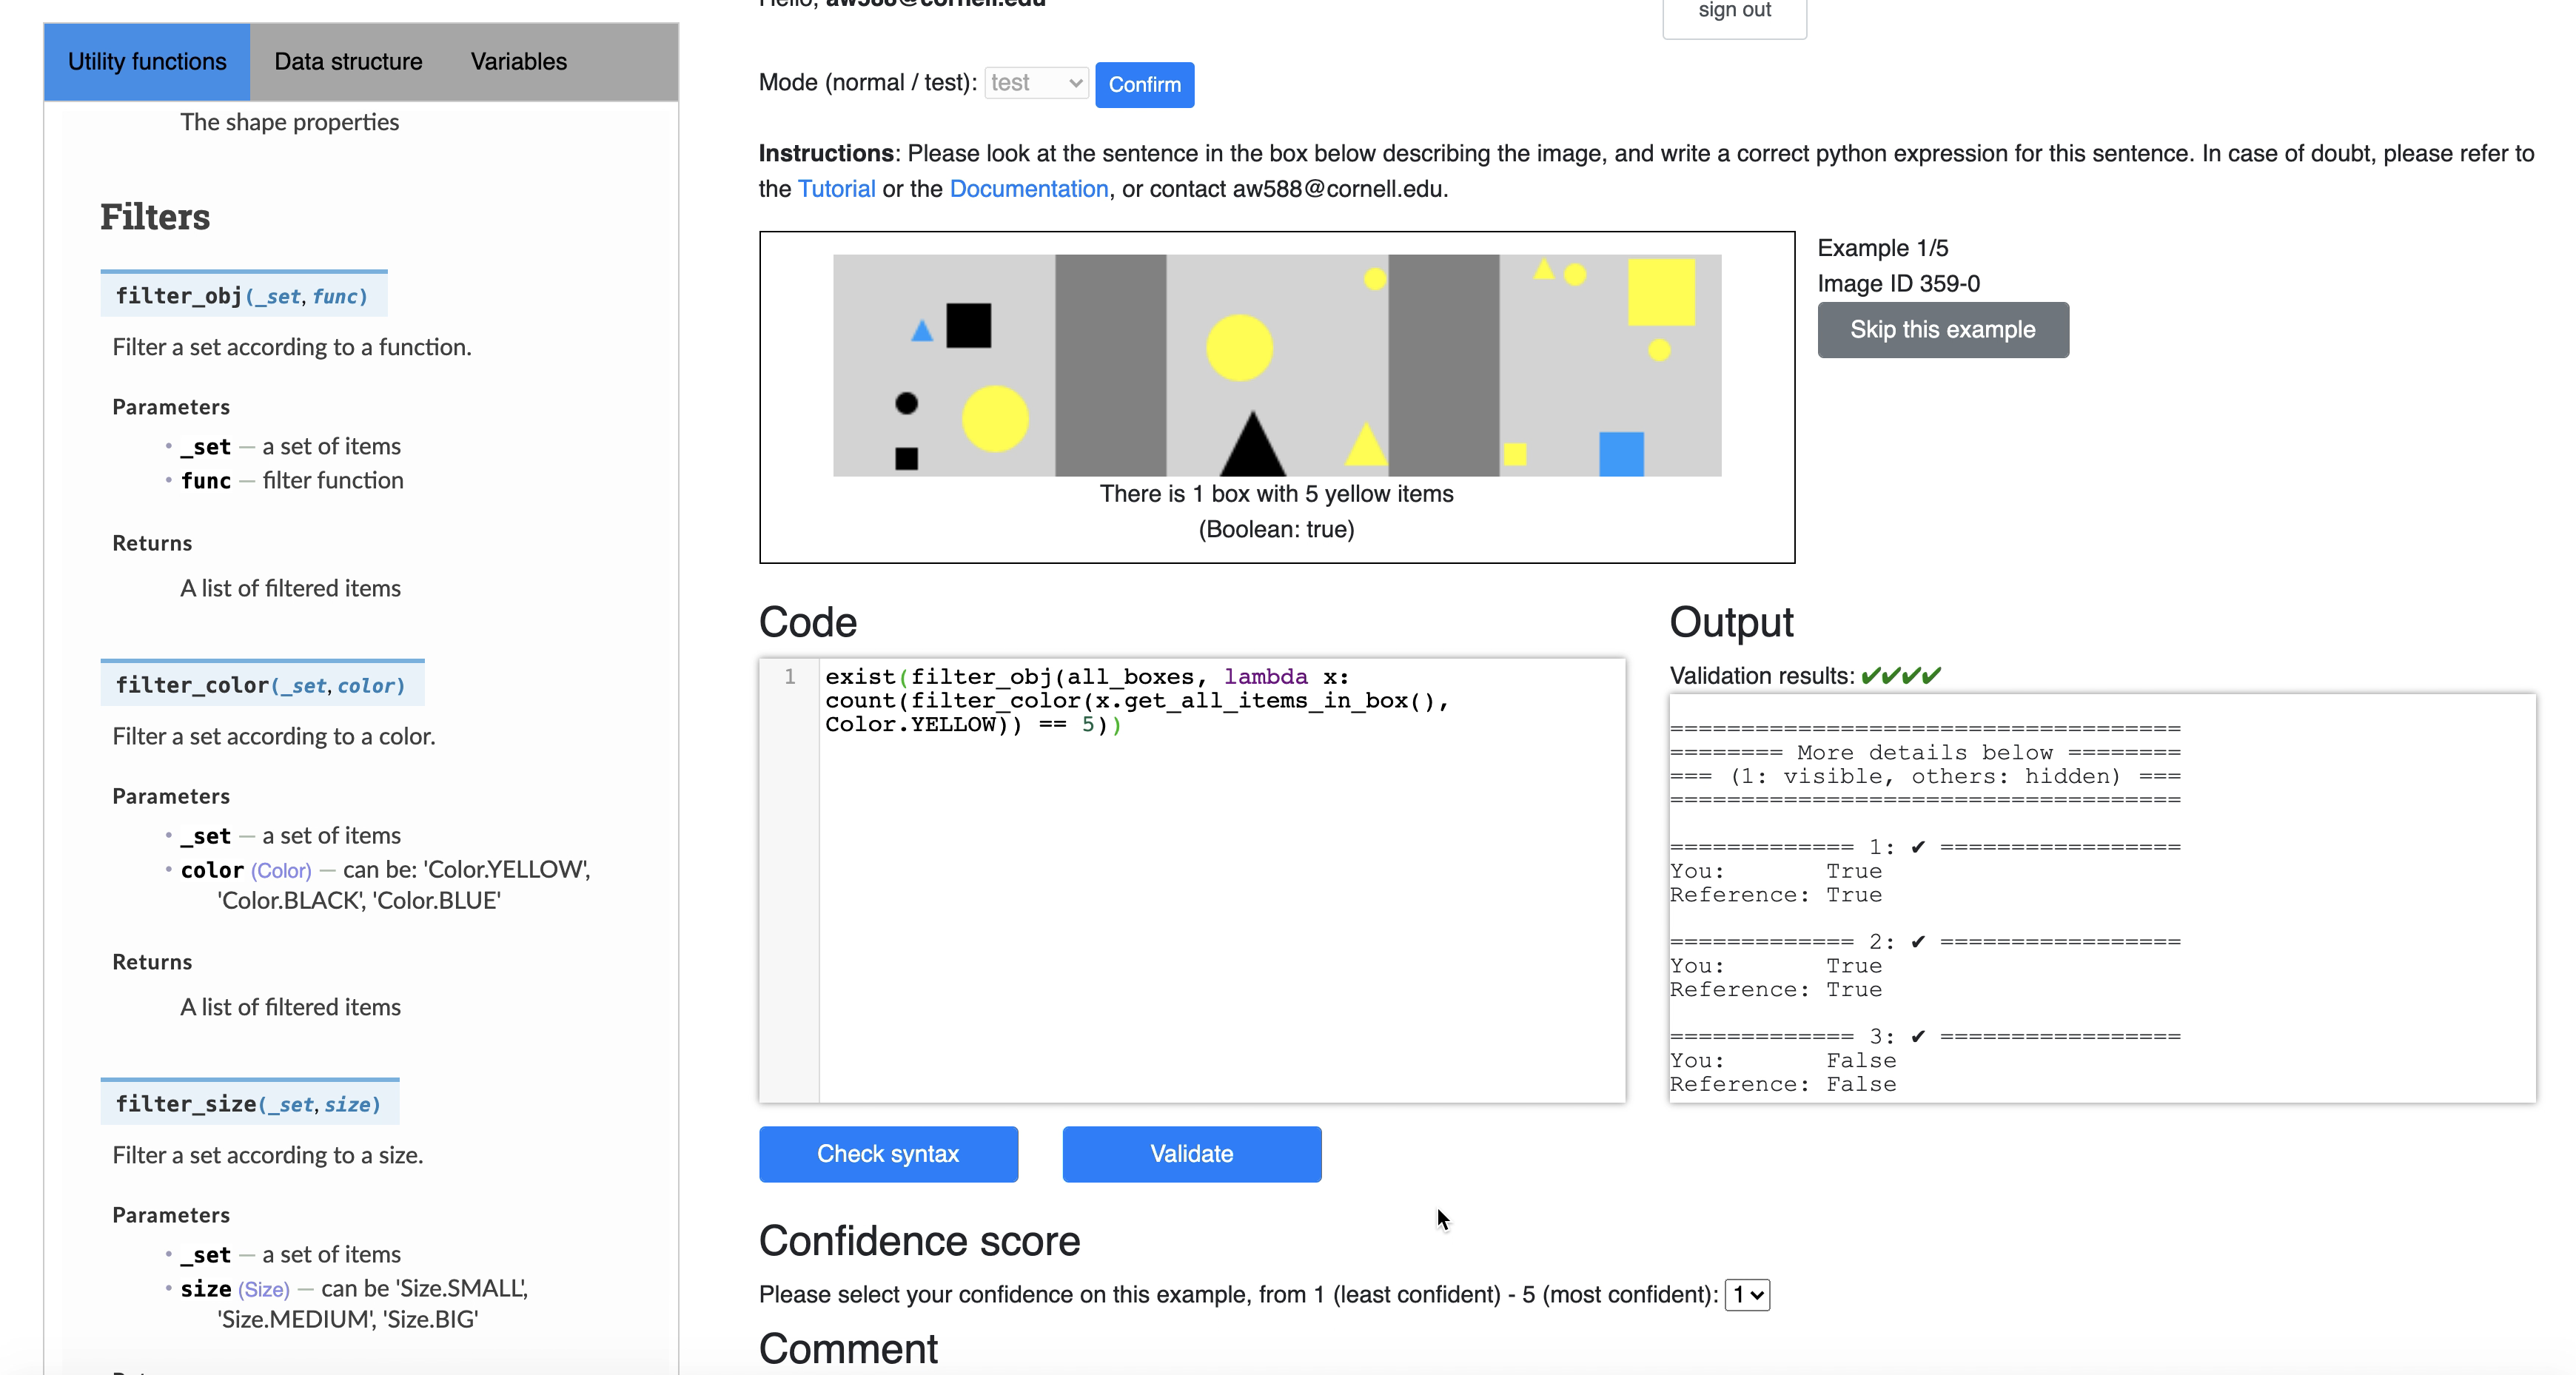 Hello, aw588@cornell.edu
sign out
Utility functions
Data structure
Variables
The shape properties
Filters
filter_obj(_set, func)
Filter a set according to a function.
Parameters
• _set — a set of items
• func — filter function
Returns
A list of filtered items
filter_color(_set, color)
Filter a set according to a color.
Parameters
• _set — a set of items
• color (Color) — can be: 'Color.YELLOW',
'Color.BLACK', 'Color.BLUE'
Returns
A list of filtered items
filter_size(_set, size)
Filter a set according to a size.
Parameters
• _set — a set of items
• size (Size) — can be 'Size.SMALL',
'Size.MEDIUM', 'Size.BIG'
Mode (normal / test): test Confirm
Instructions: Please look at the sentence in the box below describing the image, and write a correct python expression for this sentence. In case of doubt, please refer to
the Tutorial or the Documentation, or contact aw588@cornell.edu.
There is 1 box with 5 yellow items
(Boolean: true)
Example 1/5
Image ID 359-0
Skip this example
Code
1 exist(filter_obj(all_boxes, lambda x:
count(filter_color(x.get_all_items_in_box(),
Color.YELLOW)) == 5))
Check syntax
Validate
Output
Validation results: ✔✔✔✔
==================================
======== More details below ========
=== (1: visible, others: hidden) ===
==================================
============= 1: ✔ =================
You: True
Reference: True
============= 2: ✔ =================
You: True
Reference: True
============= 3: ✔ =================
You: False
Reference: False
Confidence score
Please select your confidence on this example, from 1 (least confident) - 5 (most confident): 1
Comment